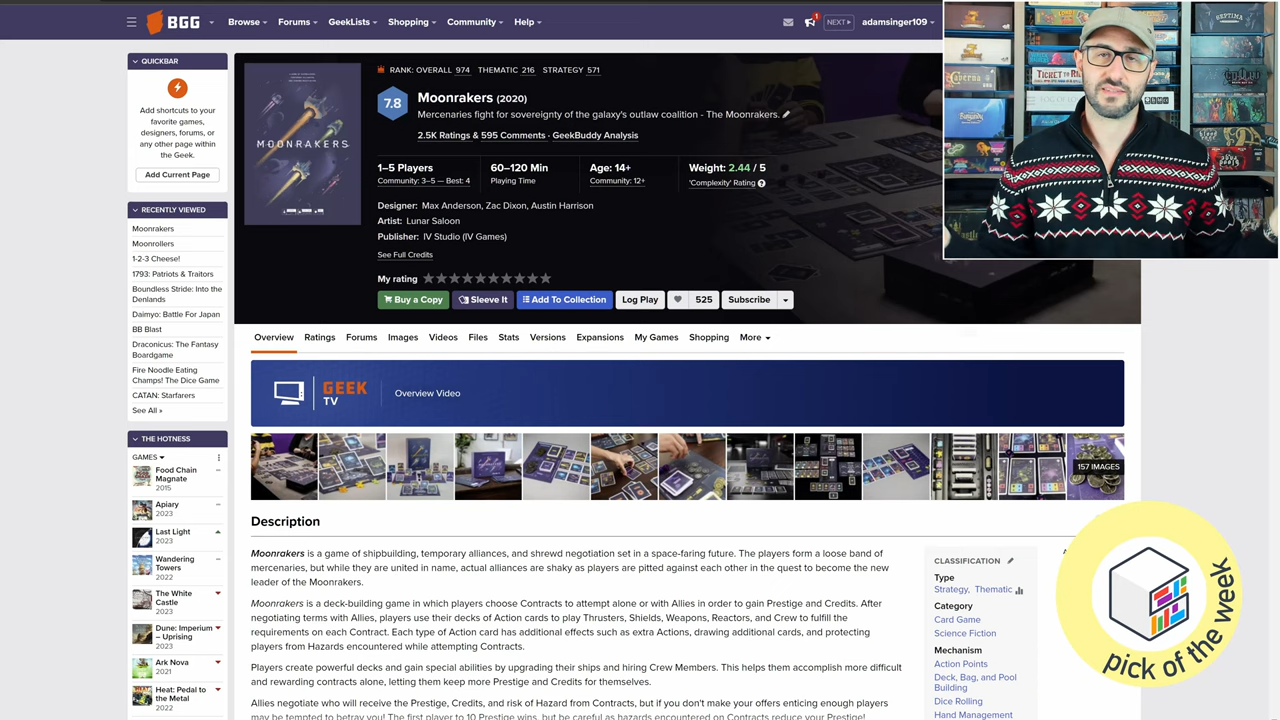 BGG
Browse
Forums
GeekLists
Shopping
Community
Help
1
NEXT
adamsinger109
QUICKBAR
Add shortcuts to your
favorite games,
designers, forums, or
any other page within
the Geek.
Add Current Page
RECENTLY VIEWED
Moonrakers
Moonrollers
1-2-3 Cheese!
1793: Patriots & Traitors
Boundless Stride: Into the
Denlands
Daimyo: Battle For Japan
BB Blast
Draconicus: The Fantasy
Boardgame
Fire Noodle Eating
Champs! The Dice Game
CATAN: Starfarers
See All »
THE HOTNESS
GAMES
Food Chain
Magnate
2015
Apiary
2023
Last Light
2023
Wandering
Towers
2022
The White
Castle
2023
Dune: Imperium
– Uprising
2023
Ark Nova
2021
Heat: Pedal to
the Metal
2022
MOONRAKERS
RANK: OVERALL 974 THEMATIC 216 STRATEGY 571
7.8
Moonrakers (2020)
Mercenaries fight for sovereignty of the galaxy's outlaw coalition - The Moonrakers.
2.5K Ratings & 595 Comments · GeekBuddy Analysis
1–5 Players
Community: 3–5 — Best: 4
60–120 Min
Playing Time
Age: 14+
Community: 12+
Weight: 2.44 / 5
'Complexity' Rating
Designer: Max Anderson, Zac Dixon, Austin Harrison
Artist: Lunar Saloon
Publisher: IV Studio (IV Games)
See Full Credits
My rating
Buy a Copy
Sleeve It
Add To Collection
Log Play
525
Subscribe
Overview
Ratings
Forums
Images
Videos
Files
Stats
Versions
Expansions
My Games
Shopping
More
GEEK
TV
Overview Video
157 IMAGES
Description
Moonrakers is a game of shipbuilding, temporary alliances, and shrewd negotiation set in a space-faring future. The players form a loose band of
mercenaries, but while they are united in name, actual alliances are shaky as players are pitted against each other in the quest to become the new
leader of the Moonrakers.
Moonrakers is a deck-building game in which players choose Contracts to attempt alone or with Allies in order to gain Prestige and Credits. After
negotiating terms with Allies, players use their decks of Action cards to play Thrusters, Shields, Weapons, Reactors, and Crew to fulfill the
requirements on each Contract. Each type of Action card has additional effects such as extra Actions, drawing additional cards, and protecting
players from Hazards encountered while attempting Contracts.
Players create powerful decks and gain special abilities by upgrading their ships and hiring Crew Members. This helps them accomplish more difficult
and rewarding contracts alone, letting them keep more Prestige and Credits for themselves.
Allies negotiate who will receive the Prestige, Credits, and risk of Hazard from Contracts, but if you don't make your offers enticing enough players
may be tempted to betray you! The first player to 10 Prestige wins, but be careful as hazards encountered on Contracts reduce your Prestige!
CLASSIFICATION
Type
Strategy, Thematic
Category
Card Game
Science Fiction
Mechanism
Action Points
Deck, Bag, and Pool
Building
Dice Rolling
Hand Management
pick of the week
Caverna
SEPTIMA